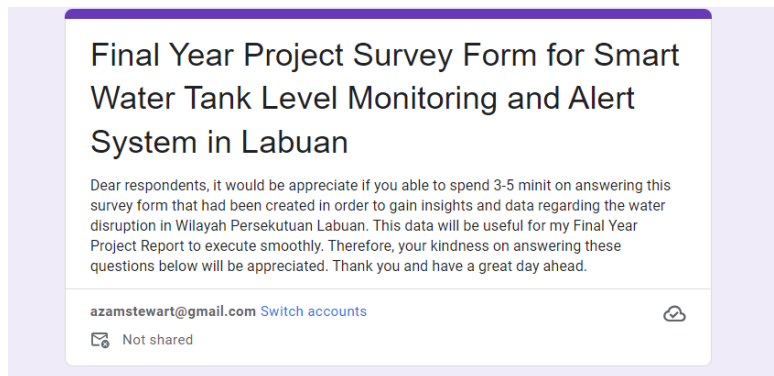 Final Year Project Survey Form for Smart
Water Tank Level Monitoring and Alert
System in Labuan
Dear respondents, it would be appreciate if you able to spend 3-5 minit on answering this
survey form that had been created in order to gain insights and data regarding the water
disruption in Wilayah Persekutuan Labuan. This data will be useful for my Final Year
Project Report to execute smoothly. Therefore, your kindness on answering these
questions below will be appreciated. Thank you and have a great day ahead.
azamstewart@gmail.com Switch accounts
Not shared